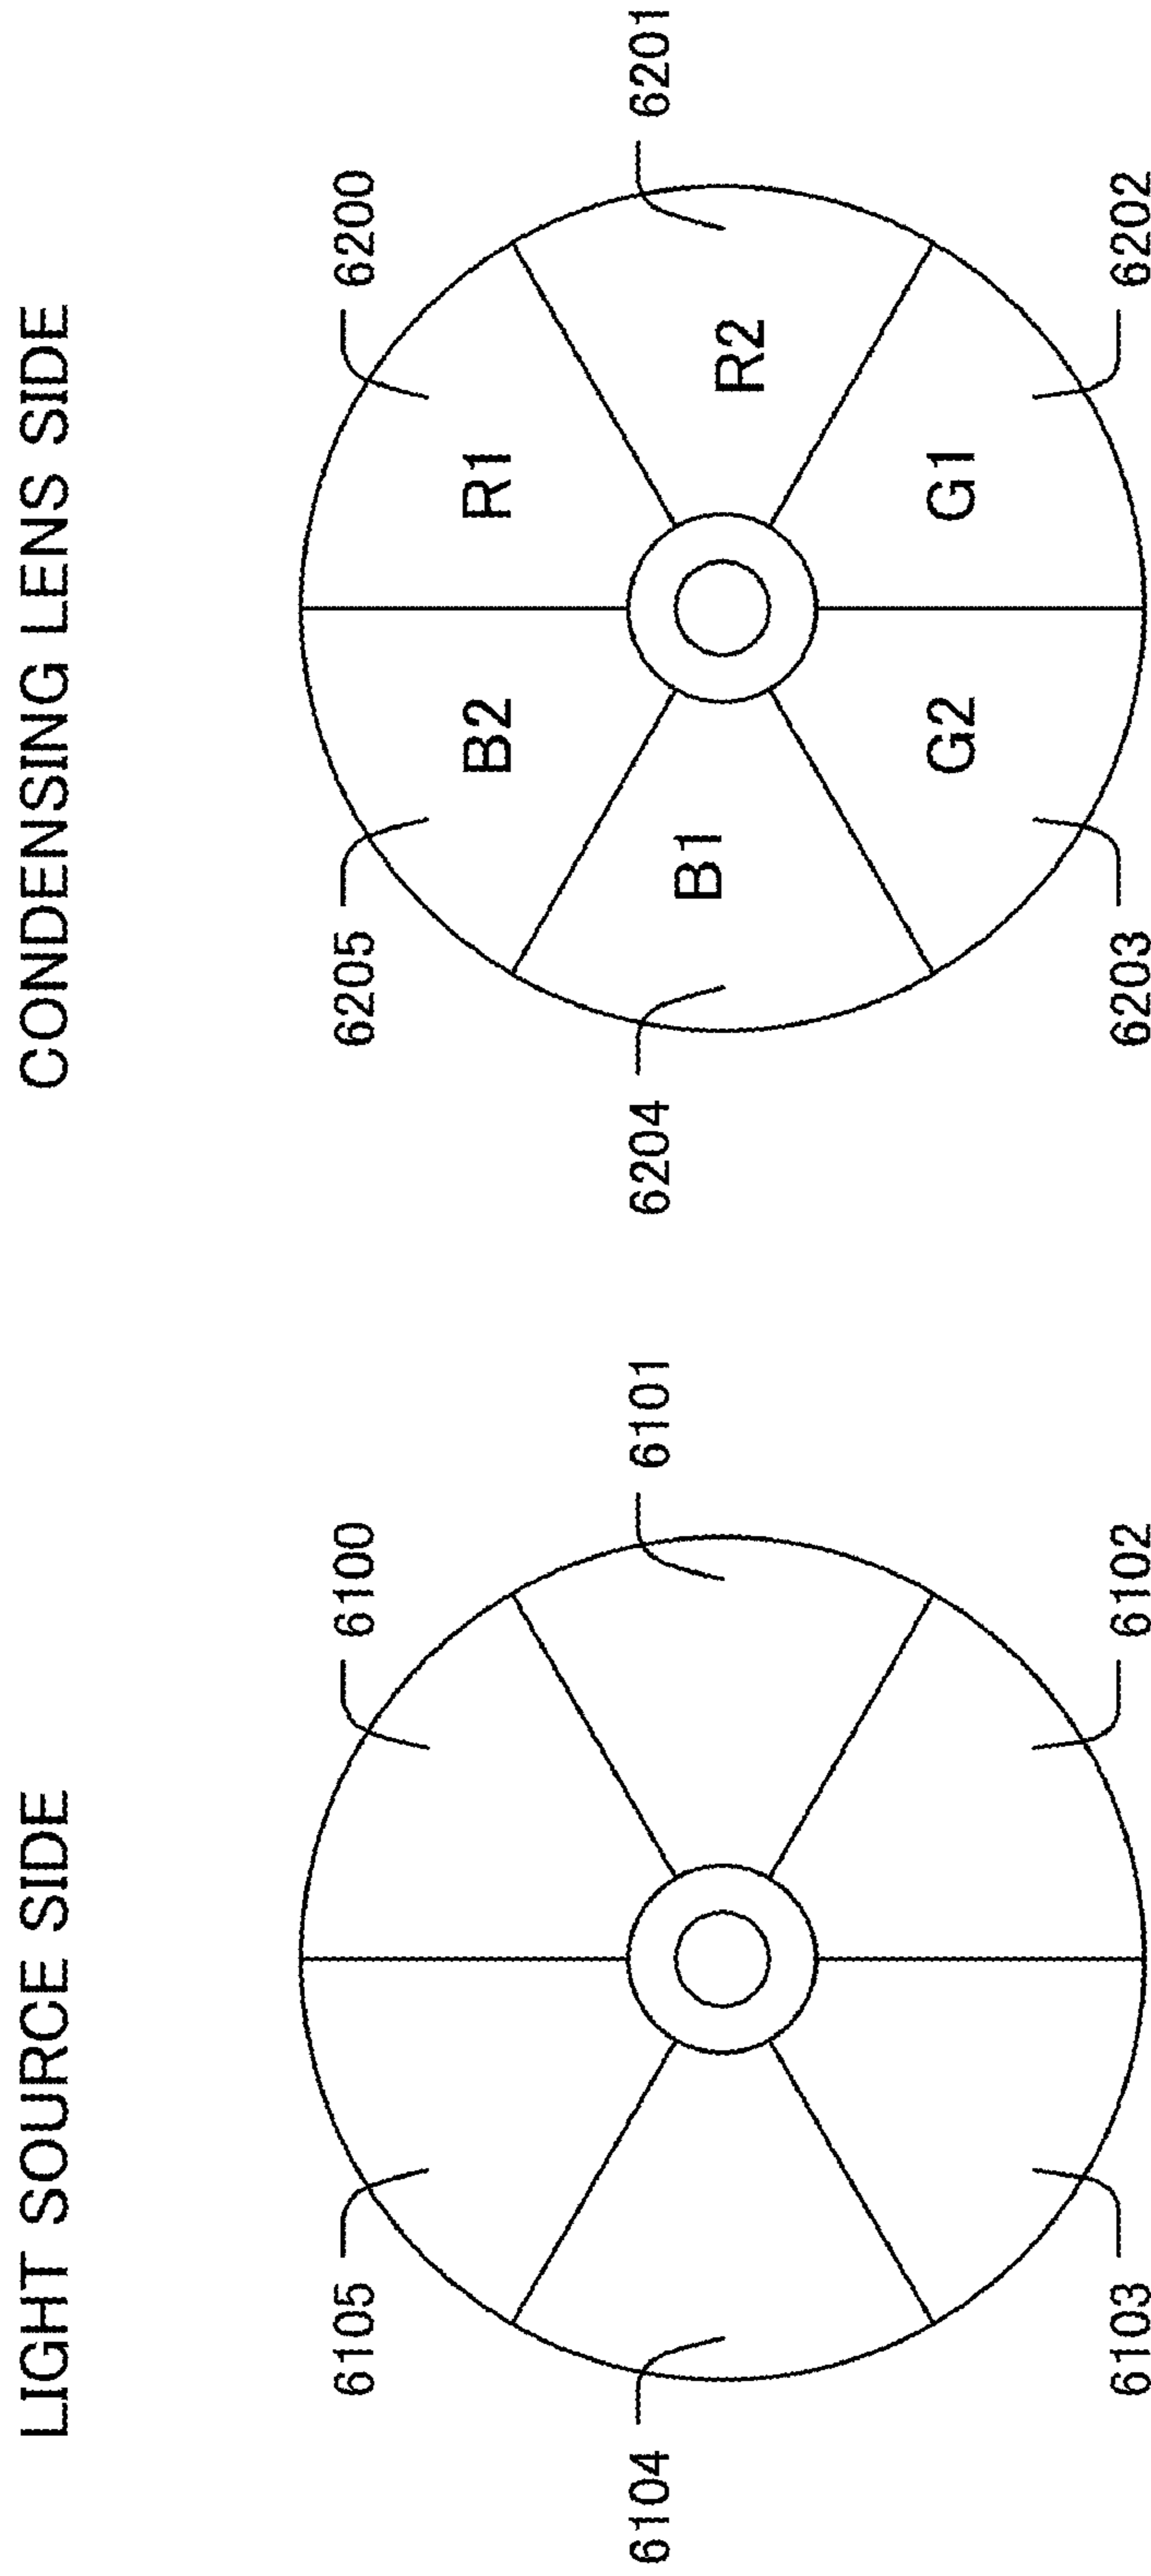 LIGHT SOURCE SIDE
6105
6100
6104
6101
6103
6102
CONDENSING LENS SIDE
6205
6200
B2
R1
6204
6201
B1
R2
G2
G1
6203
6202